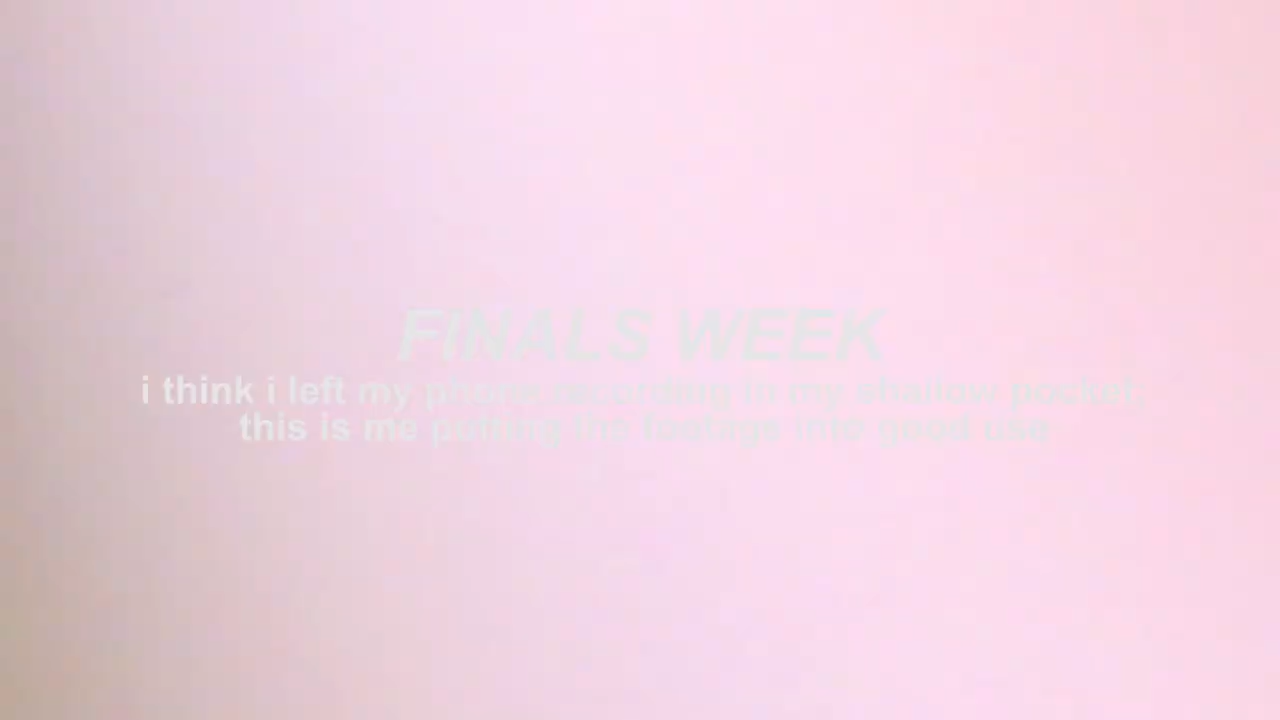 FiNALS WEEK
i think i left my phone recording in my shallow pocket;
this is me putting the footage into good use